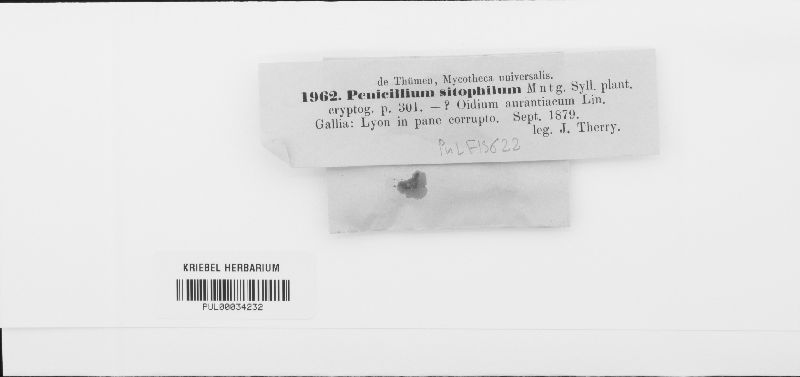 de Thümen, Mycotheca universalis.
1962. Penicillium sitophilum Mntg. Syll. plant.
cryptog. p. 301. — ? Oidium aurantiacum Lin.
Gallia: Lyon in pane corrupto. Sept. 1879.
leg. J. Therry.
PuL F13622
KRIEBEL HERBARIUM
PUL00034232